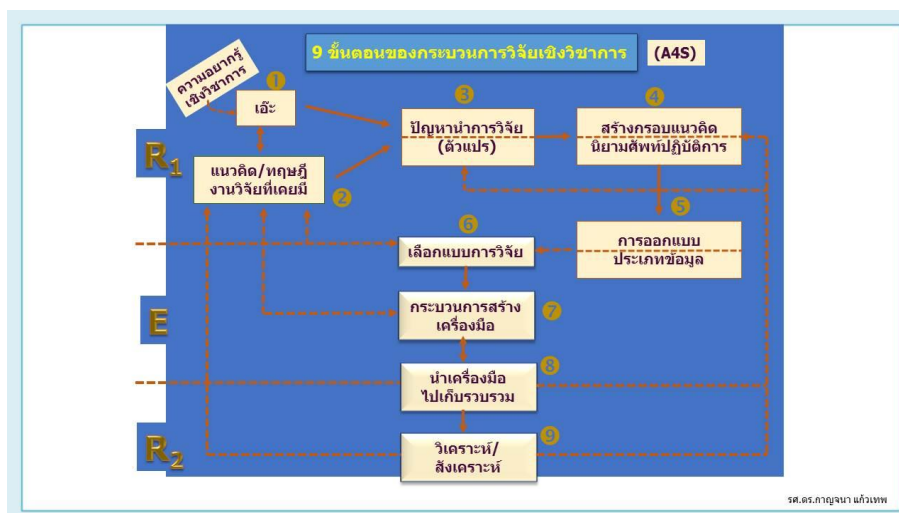 9 ขั้นตอนของกระบวนการวิจัยเชิงวิชาการ (A4S)
ความอยากรู้
เชิงวิชาการ
❶
เอ๊ะ
❸
ปัญหานำการวิจัย
(ตัวแปร)
❹
สร้างกรอบแนวคิด
นิยามศัพท์ปฏิบัติการ
R1
แนวคิด/ทฤษฎี
งานวิจัยที่เคยมี
❷
❺
การออกแบบ
ประเภทข้อมูล
❻
เลือกแบบการวิจัย
E
กระบวนการสร้าง
เครื่องมือ
❼
นำเครื่องมือ
ไปเก็บรวบรวม
❽
R2
วิเคราะห์/
สังเคราะห์
❾
รศ.ดร.กาญจนา แก้วเทพ